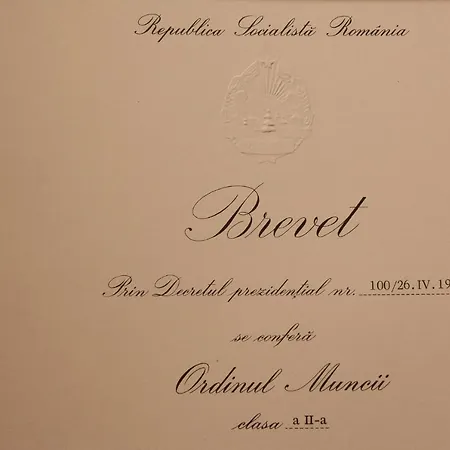 Republica Socialistă România
Brevet
Prin Decretul prezidențial nr. 100/26.IV.19
se conferă
Ordinul Muncii
clasa a II-a